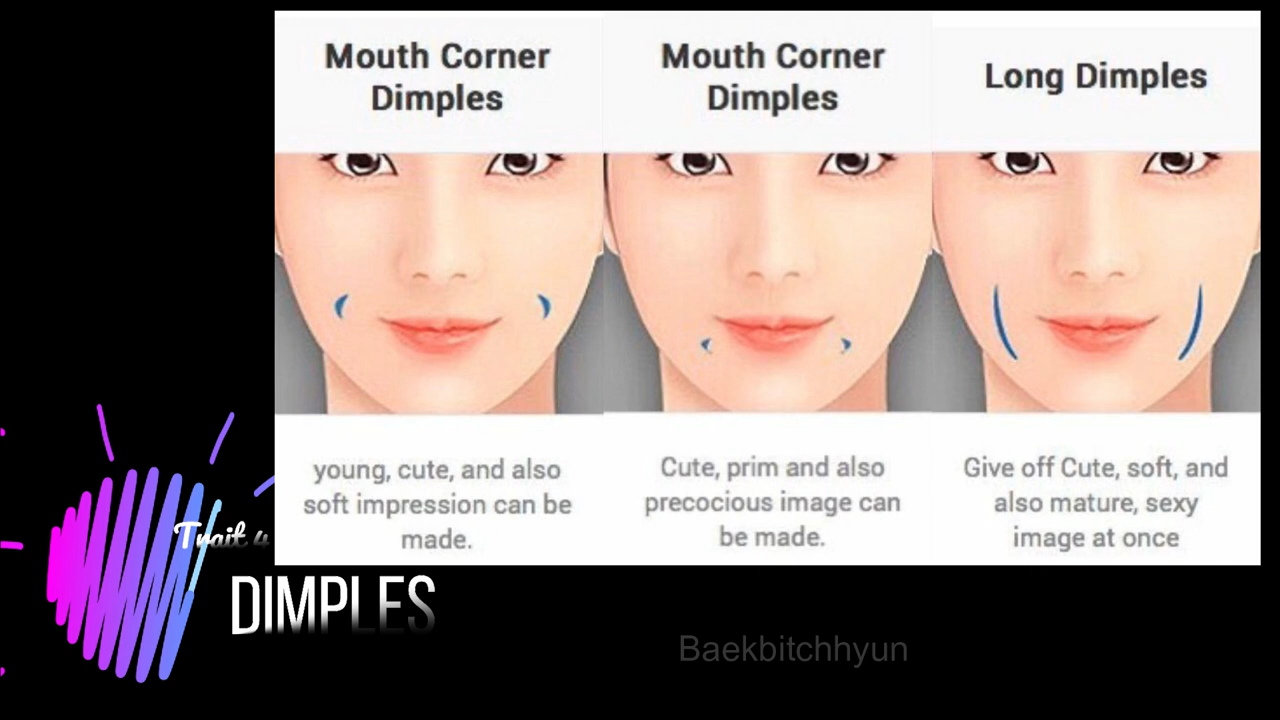 Mouth Corner
Dimples
young, cute, and also
soft impression can be
made.
Mouth Corner
Dimples
Cute, prim and also
precocious image can
be made.
Long Dimples
Give off Cute, soft, and
also mature, sexy
image at once
Trait 4
DIMPLES
Baekbitchhyun